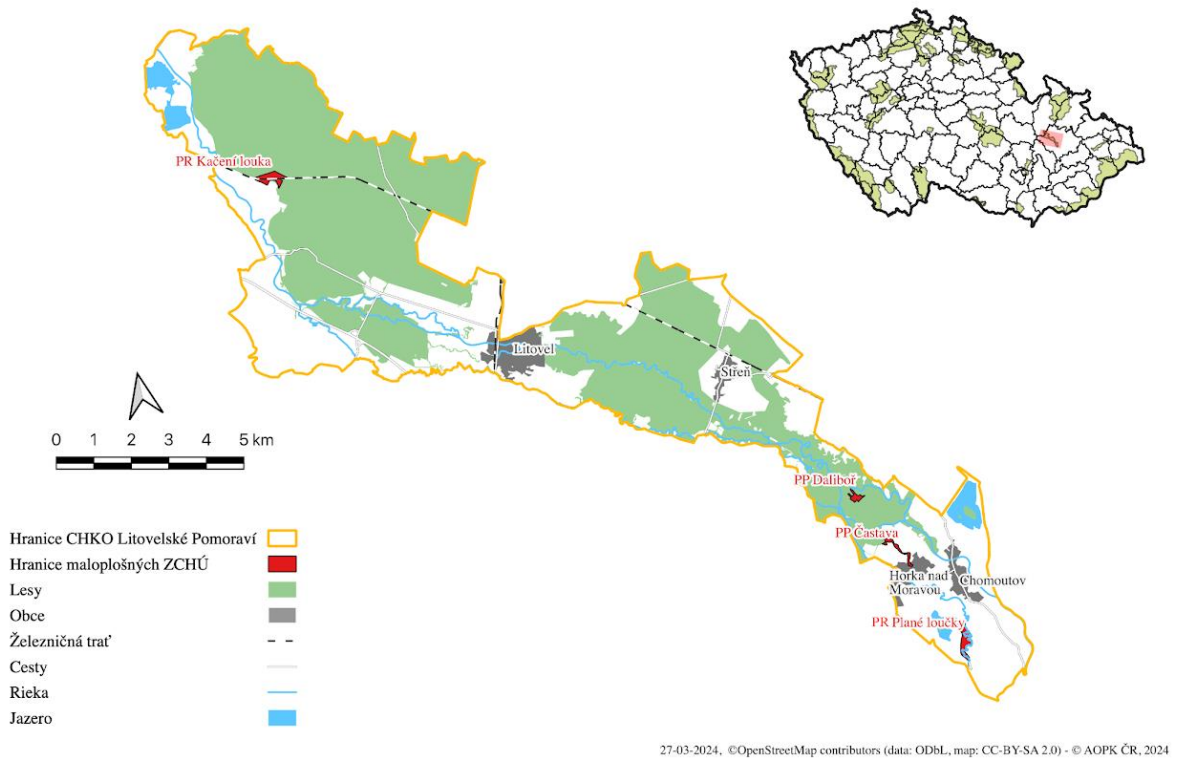 PR Kačení louka
Litovel
Střeň
0 1 2 3 4 5 km
PP Daliboř
PP Častava
Horka nad
Moravou
Chomoutov
PR Plané loučky
Hranice CHKO Litovelské Pomoraví
Hranice maloplošných ZCHÚ
Lesy
Obce
Železničná trať
Cesty
Rieka
Jazero
27-03-2024, ©OpenStreetMap contributors (data: ODbL, map: CC-BY-SA 2.0) - © AOPK ČR, 2024